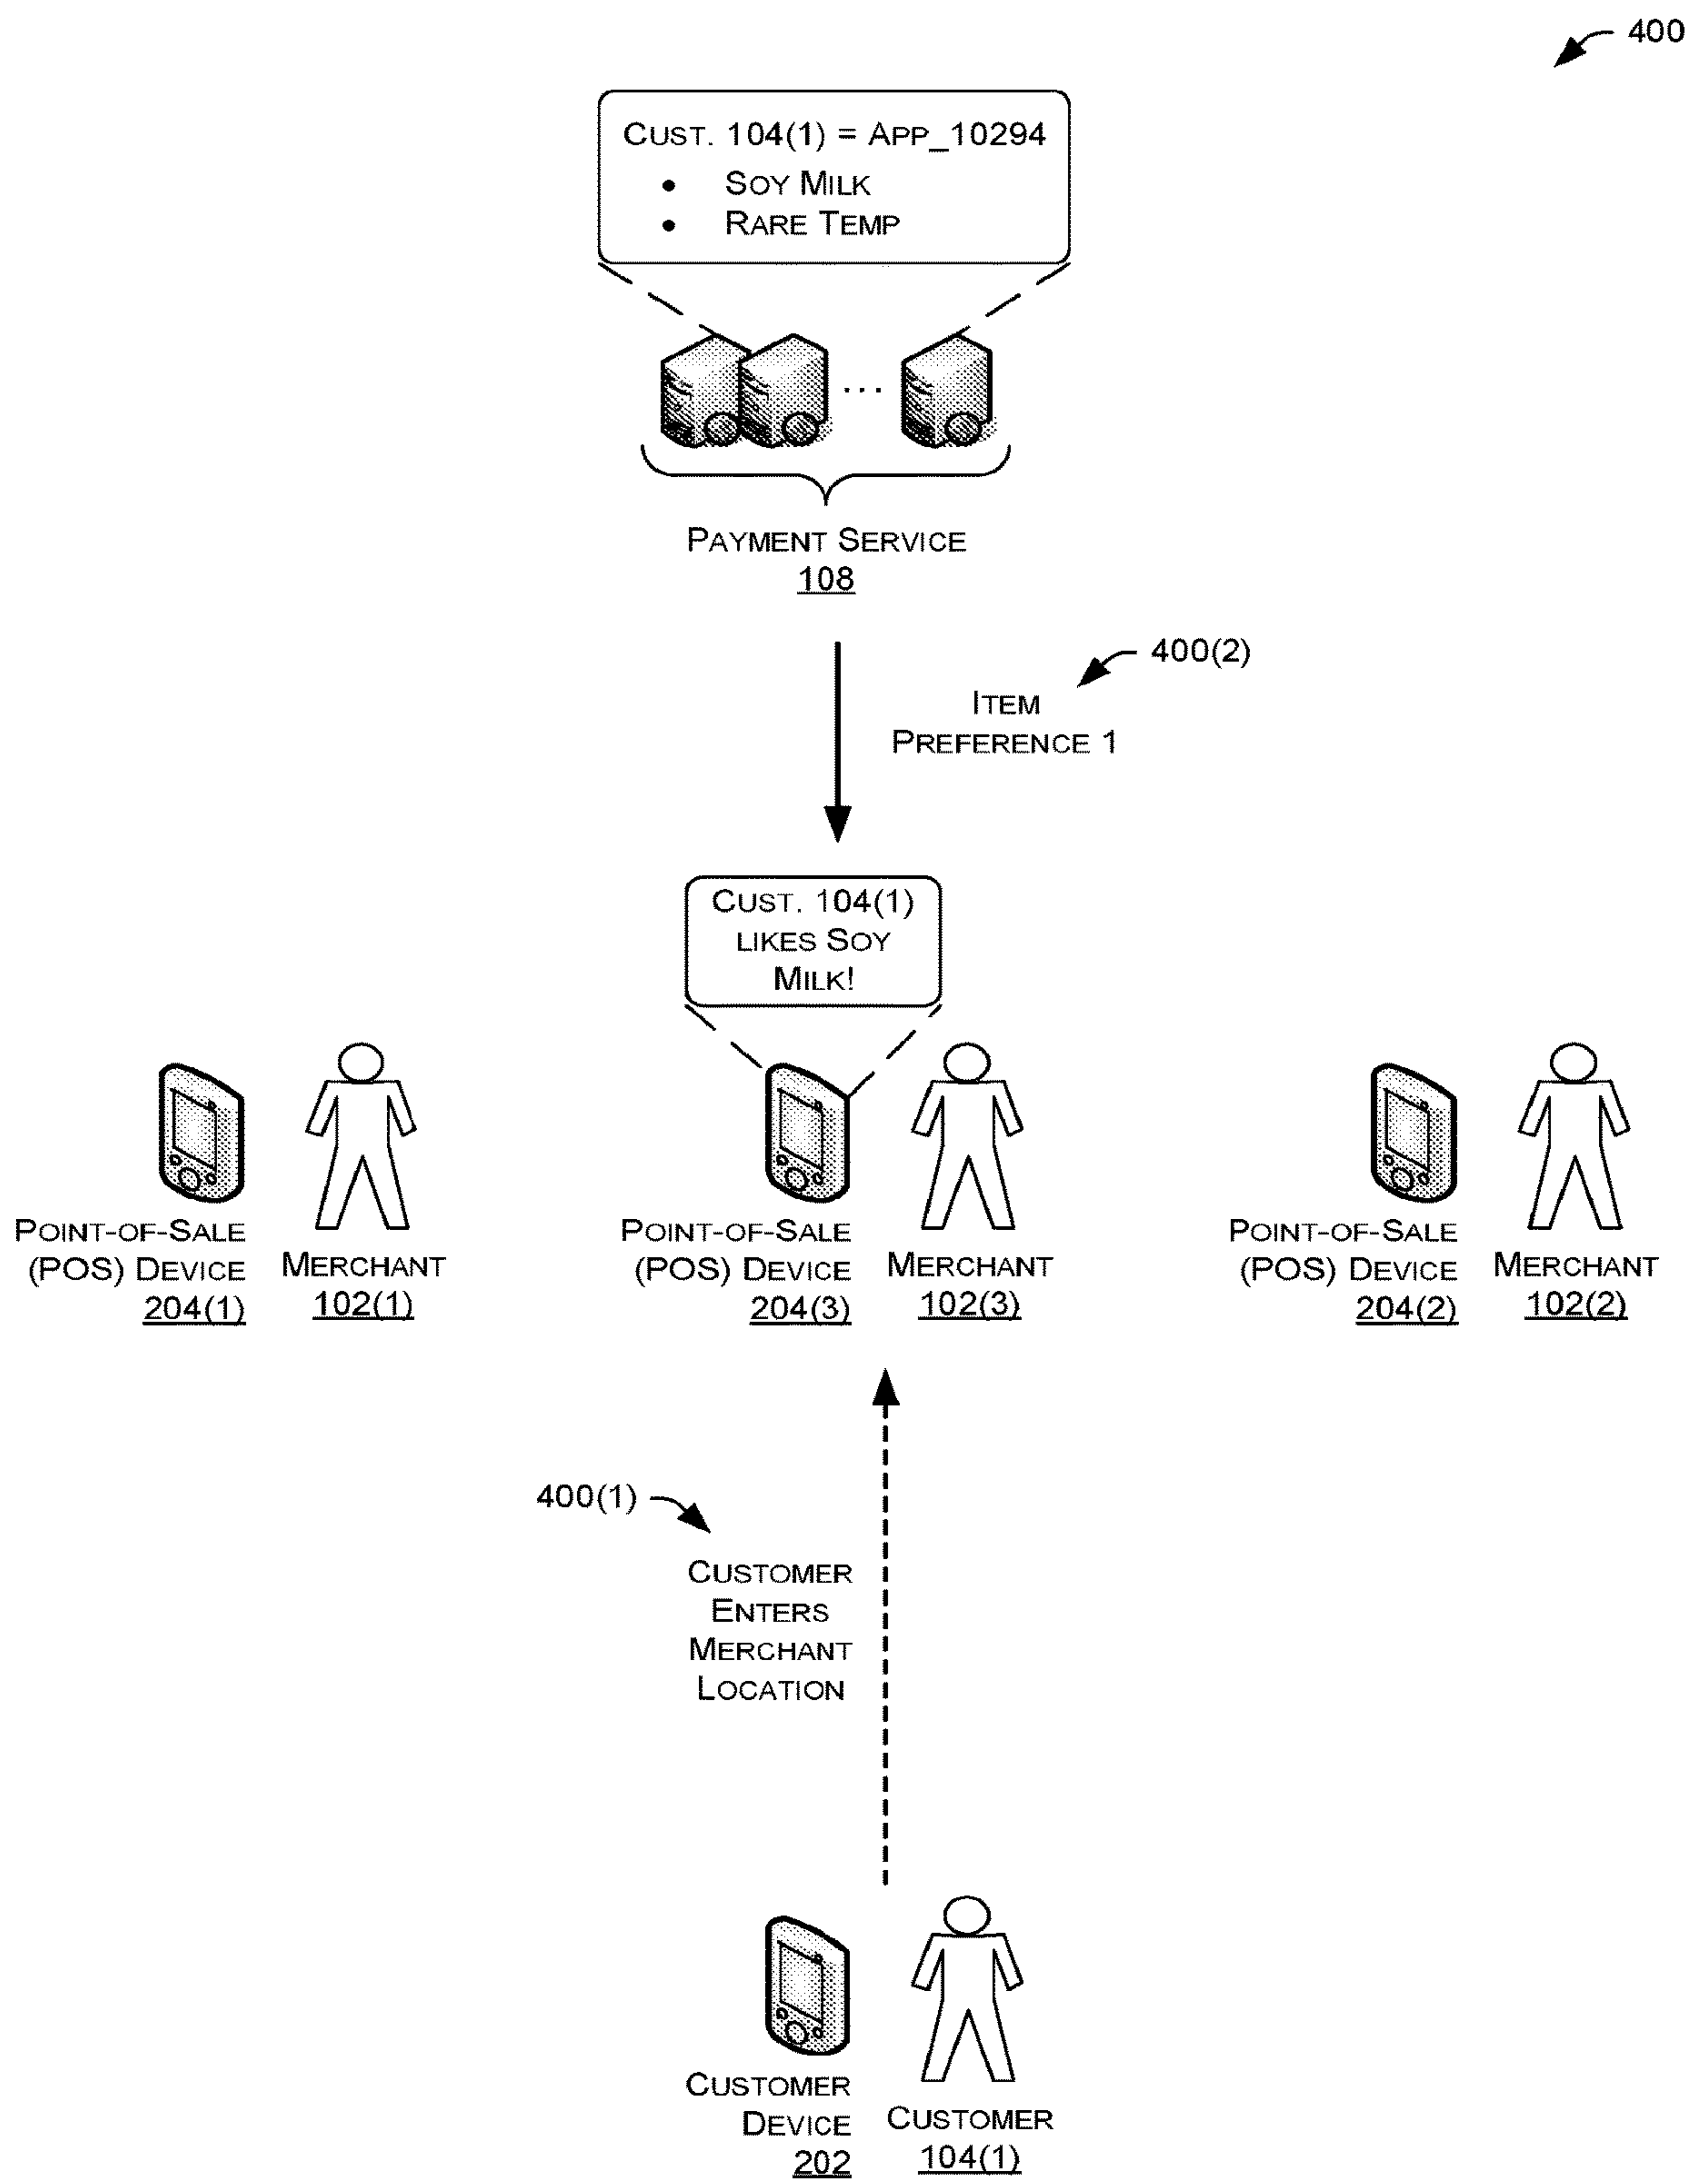 400
CUST. 104(1) = APP_10294
• SOY MILK
• RARE TEMP
...
PAYMENT SERVICE
108
400(2)
ITEM
PREFERENCE 1
CUST. 104(1)
LIKES SOY
MILK!
POINT-OF-SALE
(POS) DEVICE
204(1)
MERCHANT
102(1)
POINT-OF-SALE
(POS) DEVICE
204(3)
MERCHANT
102(3)
POINT-OF-SALE
(POS) DEVICE
204(2)
MERCHANT
102(2)
400(1)
CUSTOMER
ENTERS
MERCHANT
LOCATION
CUSTOMER
DEVICE
202
CUSTOMER
104(1)